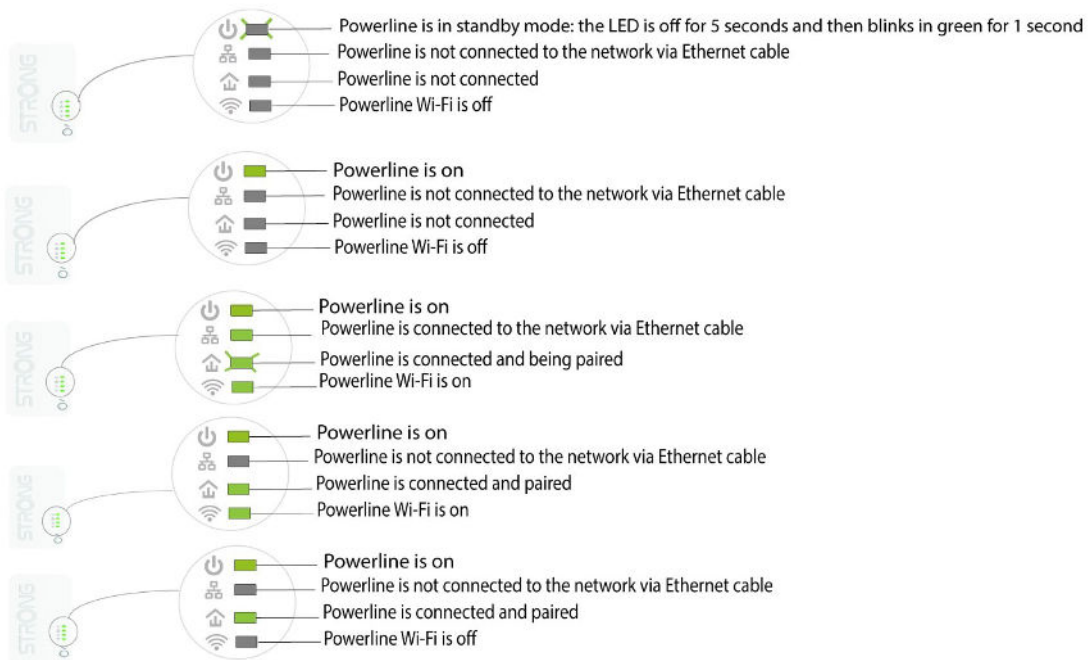 Powerline is in standby mode: the LED is off for 5 seconds and then blinks in green for 1 second
Powerline is not connected to the network via Ethernet cable
Powerline is not connected
Powerline Wi-Fi is off
STRONG
Powerline is on
Powerline is not connected to the network via Ethernet cable
Powerline is not connected
Powerline Wi-Fi is off
STRONG
Powerline is on
Powerline is connected to the network via Ethernet cable
Powerline is connected and being paired
Powerline Wi-Fi is on
STRONG
Powerline is on
Powerline is not connected to the network via Ethernet cable
Powerline is connected and paired
Powerline Wi-Fi is on
STRONG
Powerline is on
Powerline is not connected to the network via Ethernet cable
Powerline is connected and paired
Powerline Wi-Fi is off
STRONG